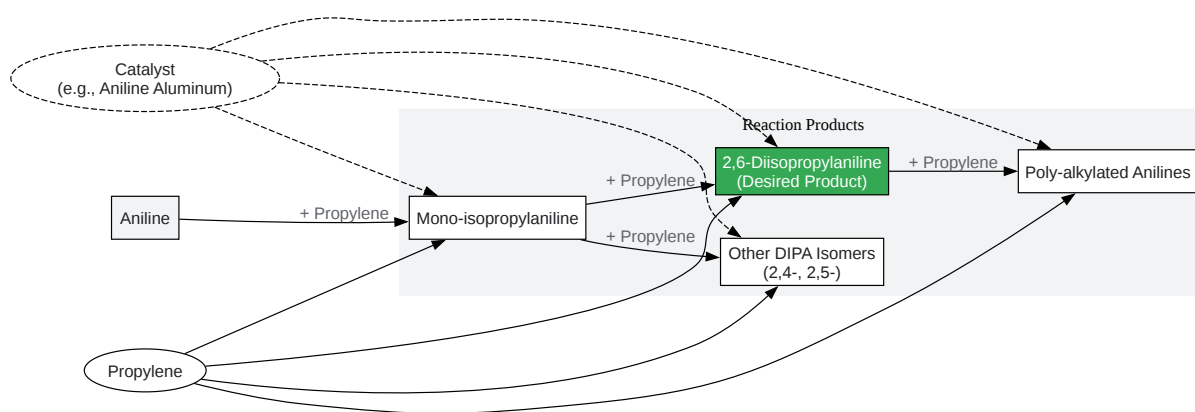 Catalyst
(e.g., Aniline Aluminum)
Reaction Products
2,6-Diisopropylaniline
(Desired Product)
+ Propylene
Poly-alkylated Anilines
+ Propylene
Aniline
+ Propylene
Mono-isopropylaniline
+ Propylene
Other DIPA Isomers
(2,4-, 2,5-)
Propylene